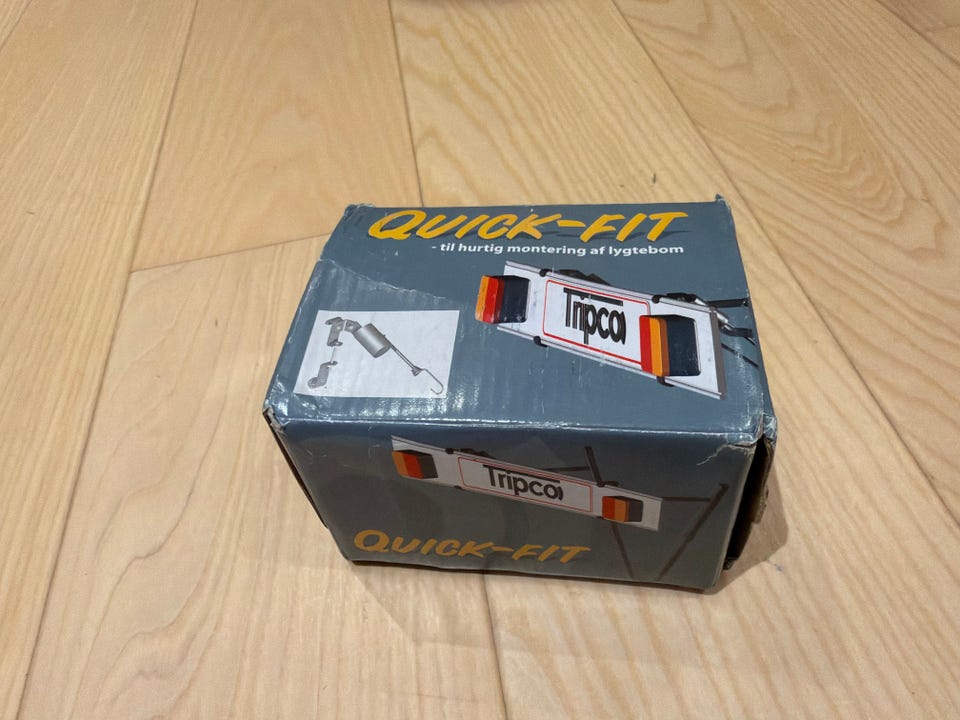 QUICK-FIT
- til hurtig montering af lygtebom
Tripco
Tripco
QUICK-FIT